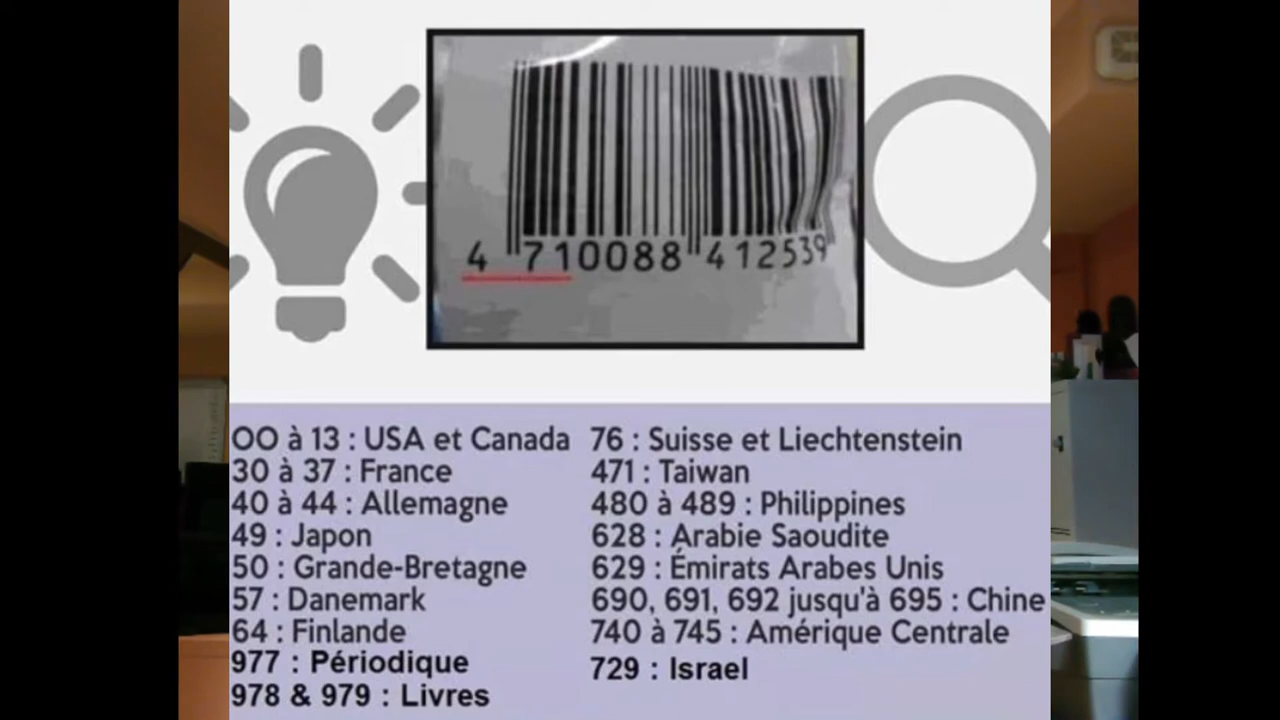 4 710088 412539
OO à 13 : USA et Canada
30 à 37 : France
40 à 44 : Allemagne
49 : Japon
50 : Grande-Bretagne
57 : Danemark
64 : Finlande
977 : Périodique
978 & 979 : Livres
76 : Suisse et Liechtenstein
471 : Taiwan
480 à 489 : Philippines
628 : Arabie Saoudite
629 : Émirats Arabes Unis
690, 691, 692 jusqu'à 695 : Chine
740 à 745 : Amérique Centrale
729 : Israel